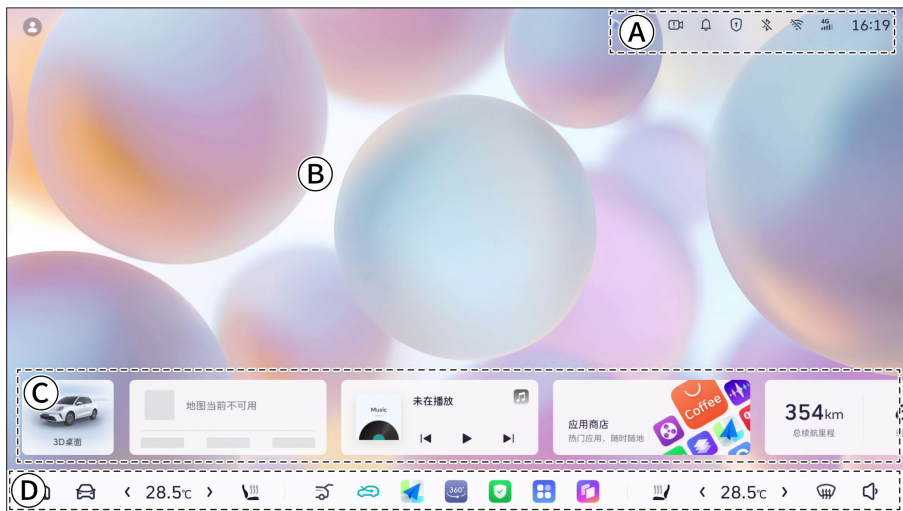 A
4G
16:19
B
C
3D桌面
地图当前不可用
Music
未在播放
应用商店
热门应用，随时随地
Coffee
354km
总续航里程
D
28.5℃
360°
28.5℃